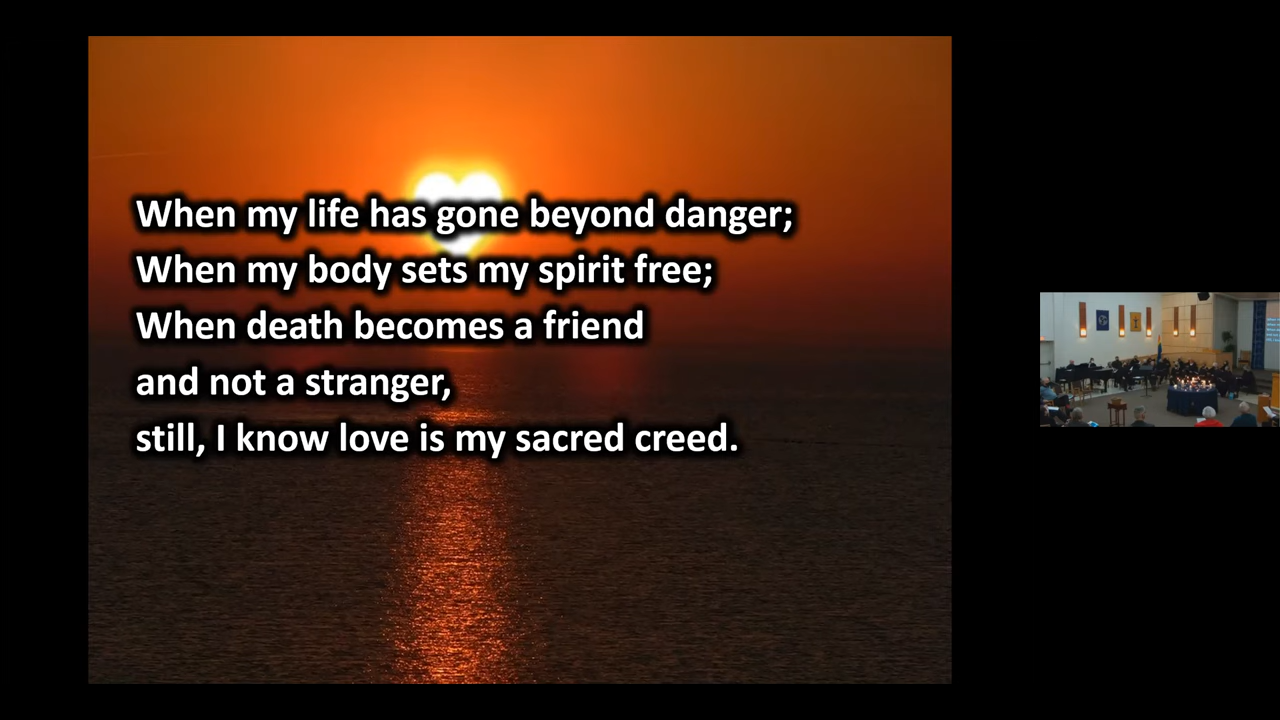 When my life has gone beyond danger;
When my body sets my spirit free;
When death becomes a friend
and not a stranger,
still, I know love is my sacred creed.